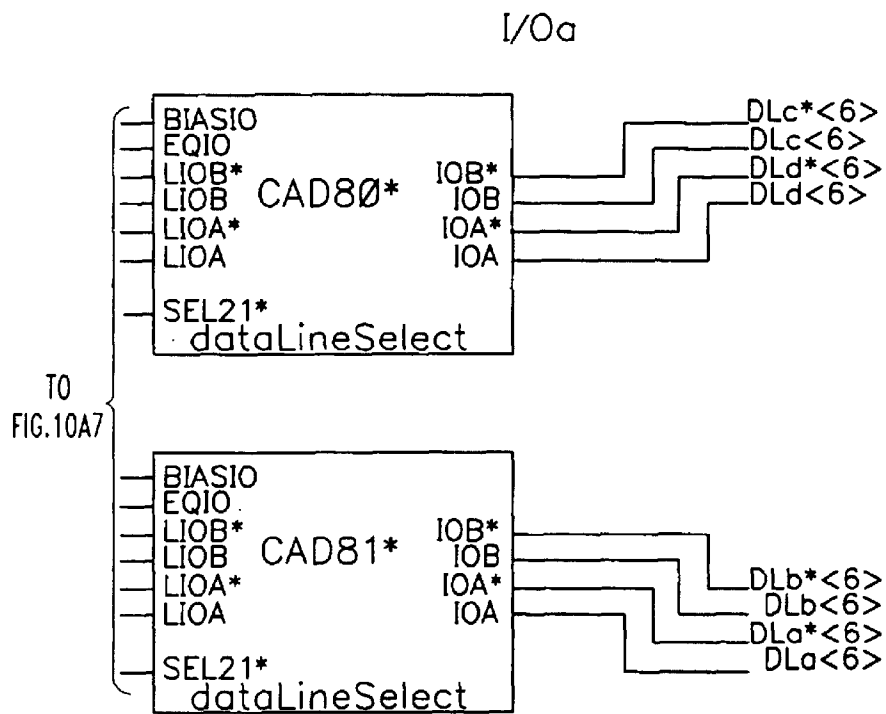 I/Oa
BIASIO
EQIO
LIOB*
LIOB
LIOA*
LIOA
SEL21*
CAD80*
IOB*
IOB
IOA*
IOA
dataLineSelect
DLc*<6>
DLc<6>
DLd*<6>
DLd<6>
TO
FIG.10A7
BIASIO
EQIO
LIOB*
LIOB
LIOA*
LIOA
SEL21*
CAD81*
IOB*
IOB
IOA*
IOA
dataLineSelect
DLb*<6>
DLb<6>
DLa*<6>
DLa<6>